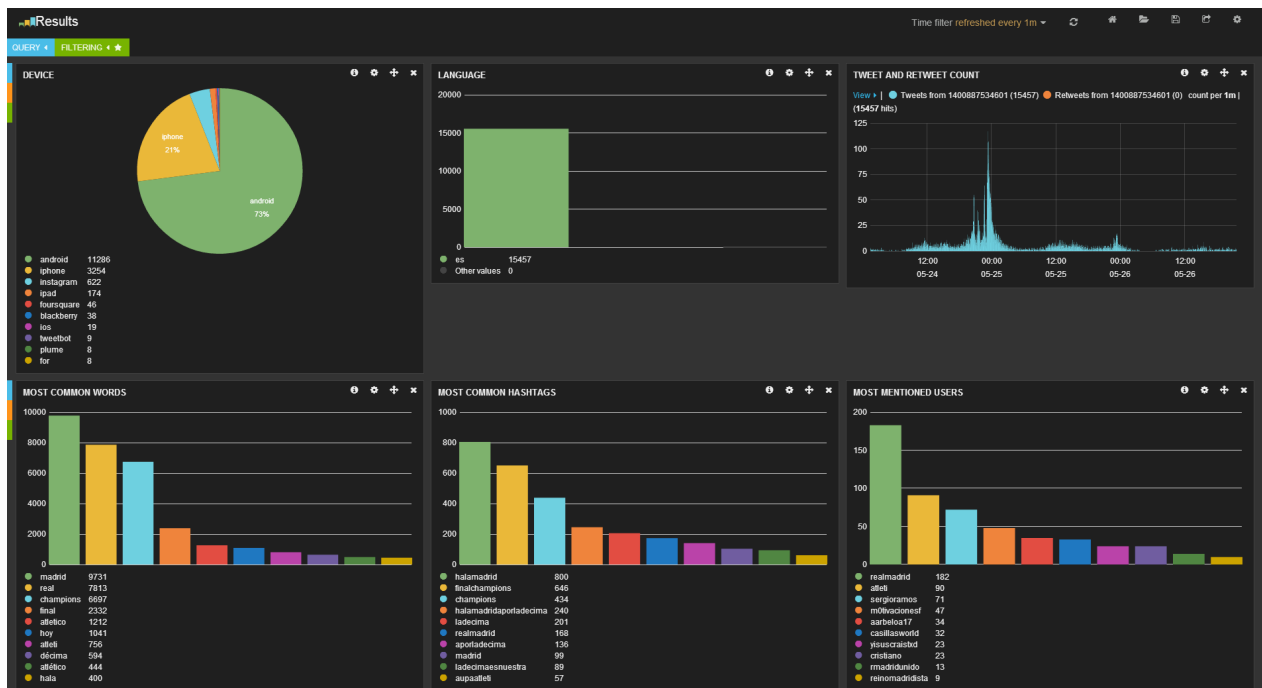 Results
Time filter refreshed every 1m
QUERY
FILTERING
DEVICE
iphone
21%
android
73%
android 11286
iphone 3254
instagram 622
ipad 174
foursquare 46
blackberry 38
ios 19
tweetbot 9
plume 8
for 8
LANGUAGE
20000
15000
10000
5000
0
es 15457
Other values 0
TWEET AND RETWEET COUNT
View | Tweets from 1400887534601 (15457) Retweets from 1400887534601 (0) count per 1m |
(15457 hits)
125
100
75
50
25
0
12:00 00:00 12:00 00:00 12:00
05-24 05-25 05-25 05-26 05-26
MOST COMMON WORDS
10000
8000
6000
4000
2000
0
madrid 9731
real 7813
champions 6697
final 2332
atletico 1212
hoy 1041
atleti 756
décima 594
atlético 444
hala 400
MOST COMMON HASHTAGS
1000
800
600
400
200
0
halamadrid 800
finalchampions 646
champions 434
halamadridaporladecima 240
ladecima 201
realmadrid 168
aporladecima 136
madrid 99
ladecimaesnuestra 89
aupaatleti 57
MOST MENTIONED USERS
200
150
100
50
0
realmadrid 182
atleti 90
sergioramos 71
m0tivacionesf 47
aarbeloa17 34
casillasworld 32
yisuscraistxd 23
cristiano 23
rmadridunido 13
reinomadridista 9